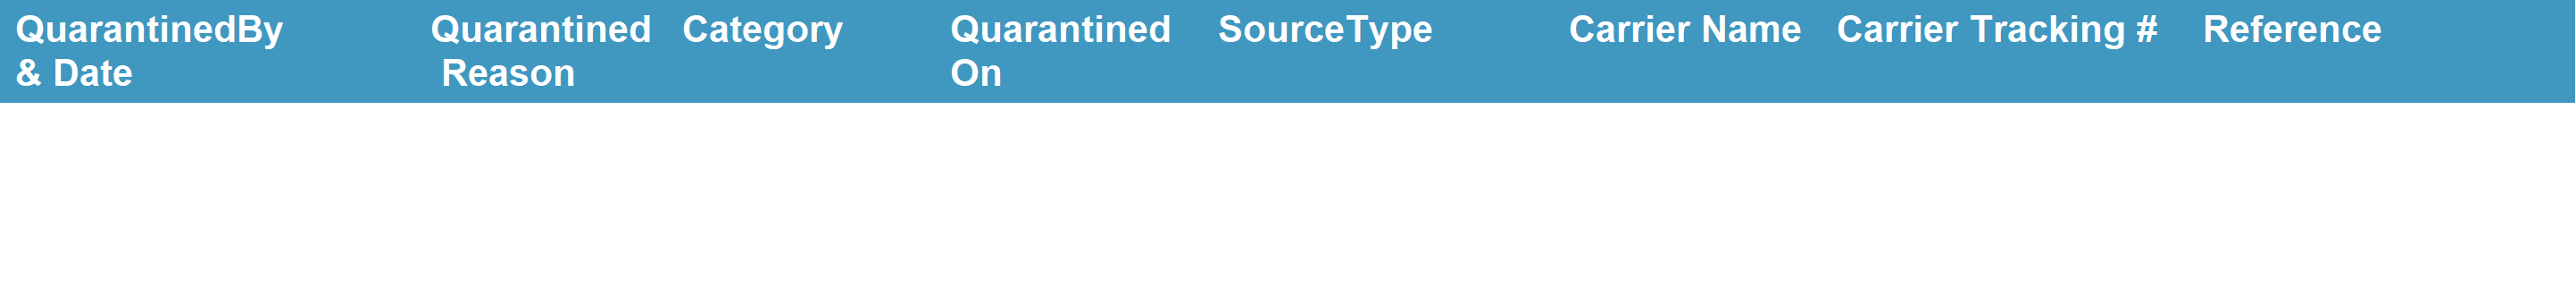 QuarantinedBy & Date
Quarantined Reason
Category
Quarantined On
SourceType
Carrier Name
Carrier Tracking #
Reference